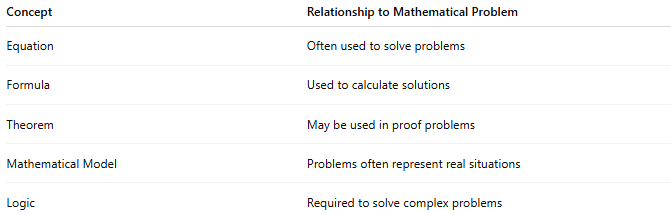 Concept Relationship to Mathematical Problem
Equation Often used to solve problems
Formula Used to calculate solutions
Theorem May be used in proof problems
Mathematical Model Problems often represent real situations
Logic Required to solve complex problems